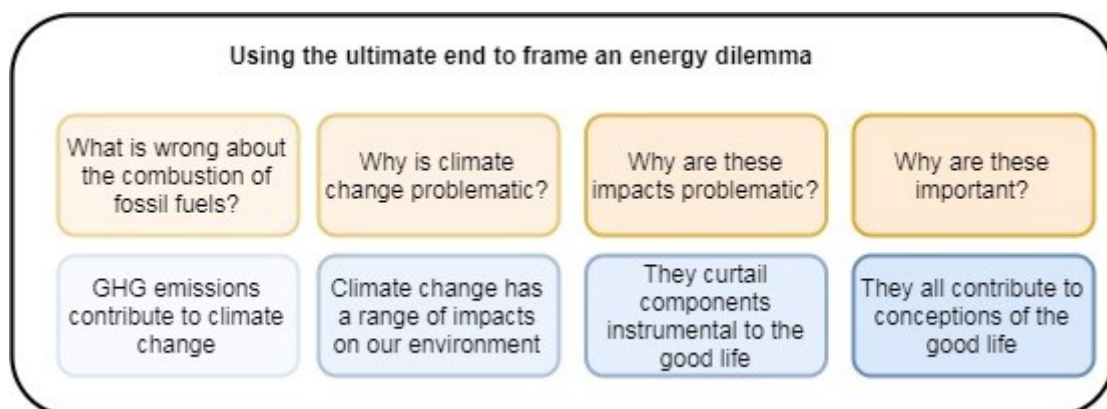 Using the ultimate end to frame an energy dilemma
What is wrong about
the combustion of
fossil fuels?
Why is climate
change problematic?
Why are these
impacts problematic?
Why are these
important?
GHG emissions
contribute to climate
change
Climate change has
a range of impacts
on our environment
They curtail
components
instrumental to the
good life
They all contribute to
conceptions of the
good life